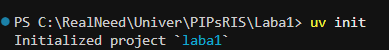 PS C:\RealNeed\Univer\PIPsRIS\Laba1> uv init
Initialized project `laba1`